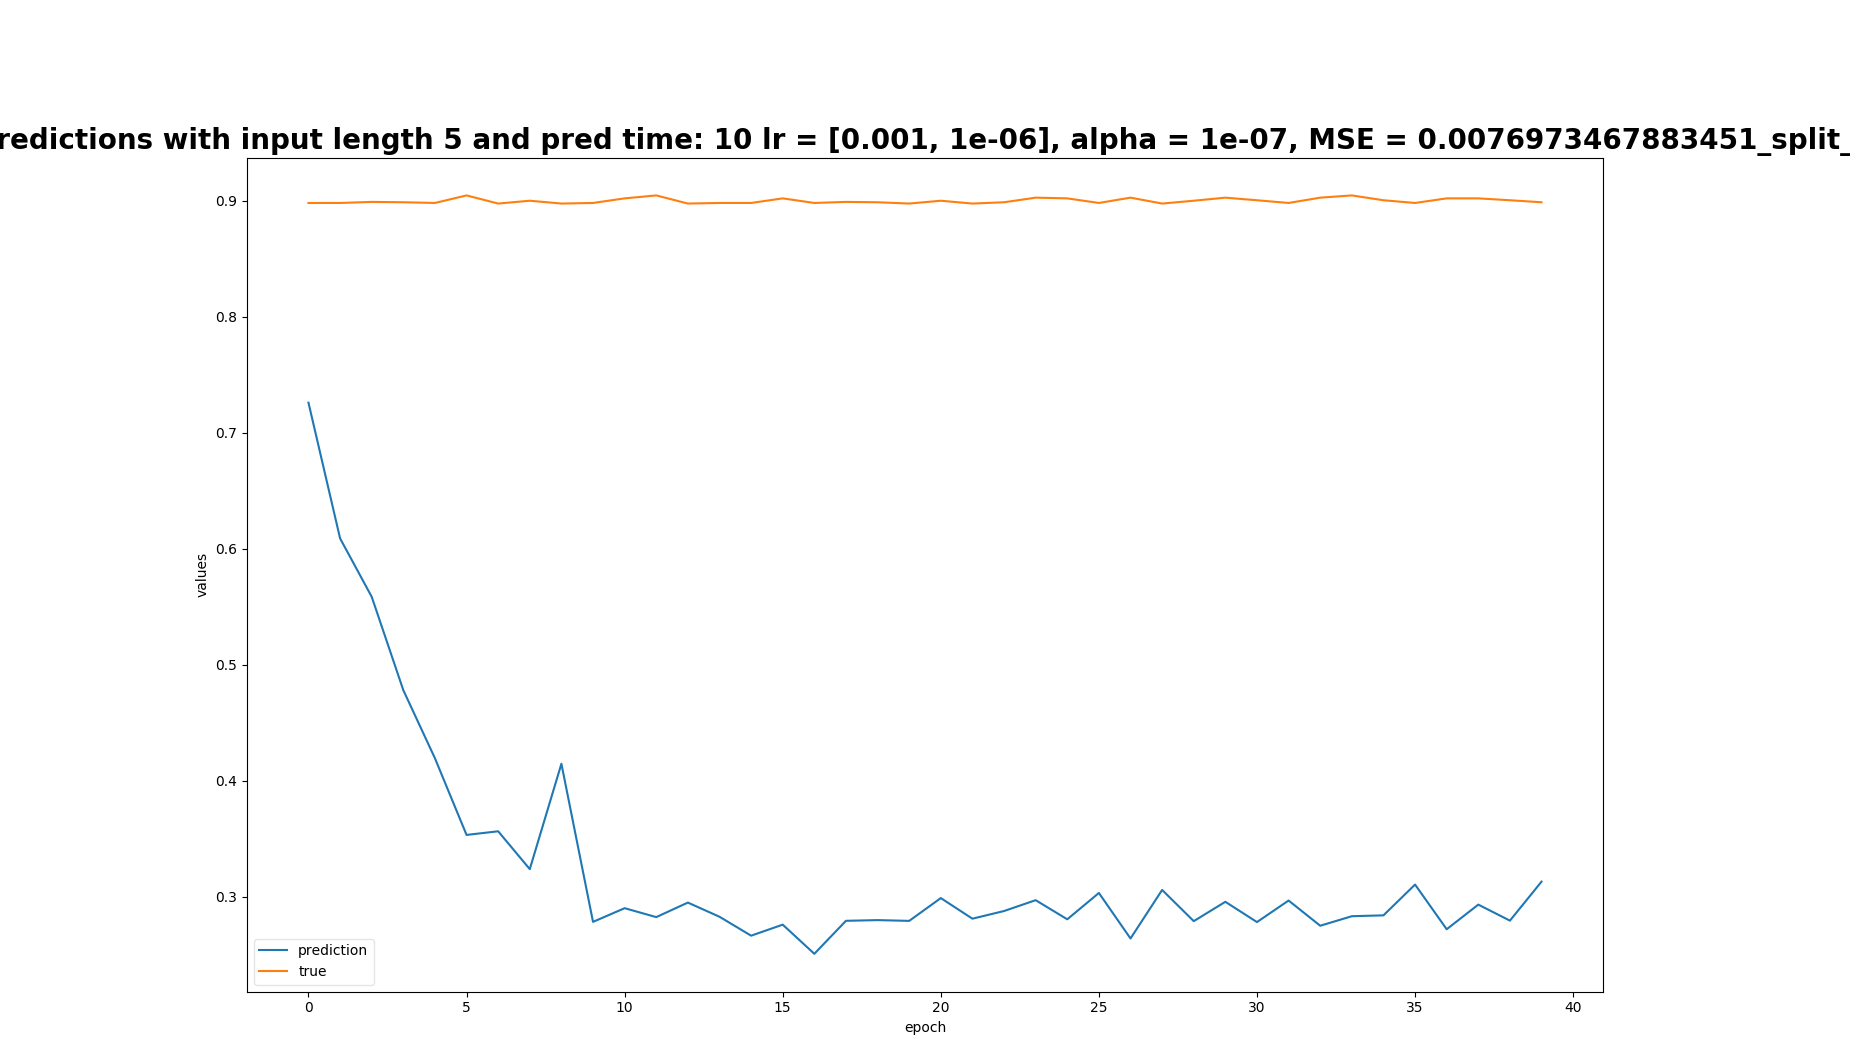 redictions with input length 5 and pred time: 10 lr = [0.001, 1e-06], alpha = 1e-07, MSE = 0.0076973467883451_split_
0.9
0.8
0.7
0.6
0.5
0.4
0.3
values
prediction
true
0 5 10 15 20 25 30 35 40
epoch